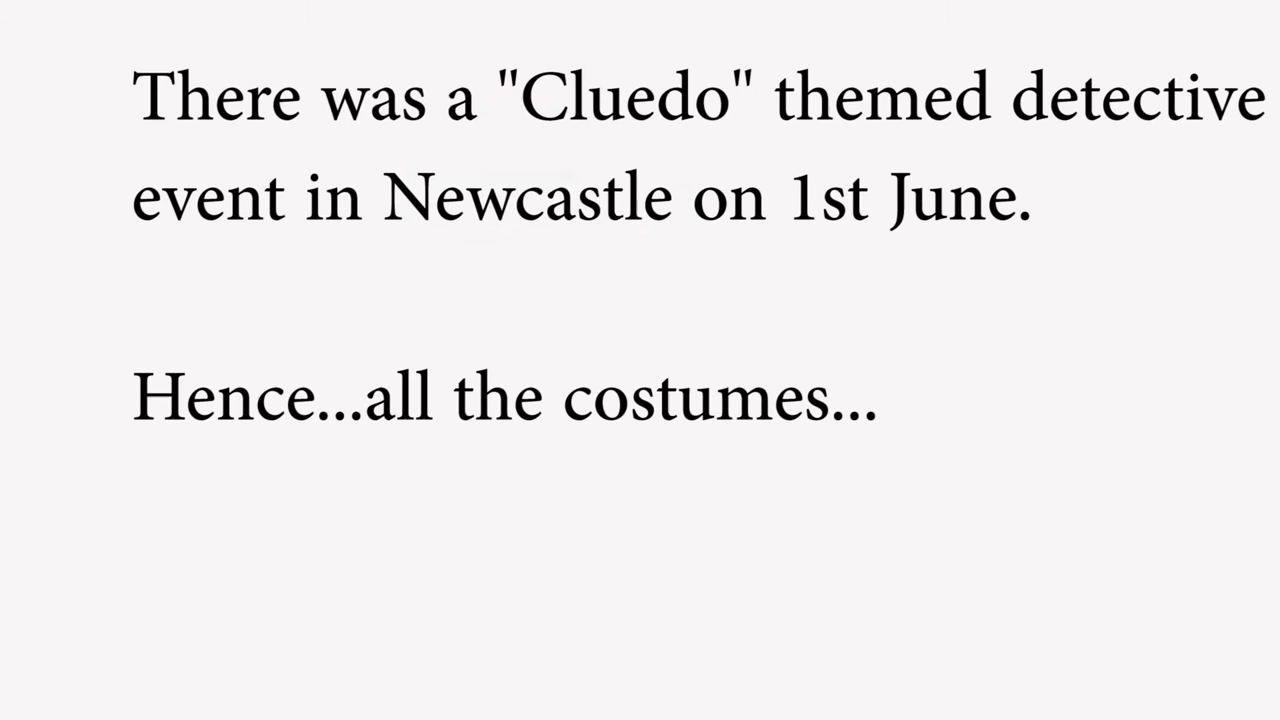 There was a "Cluedo" themed detective
event in Newcastle on 1st June.
Hence...all the costumes...